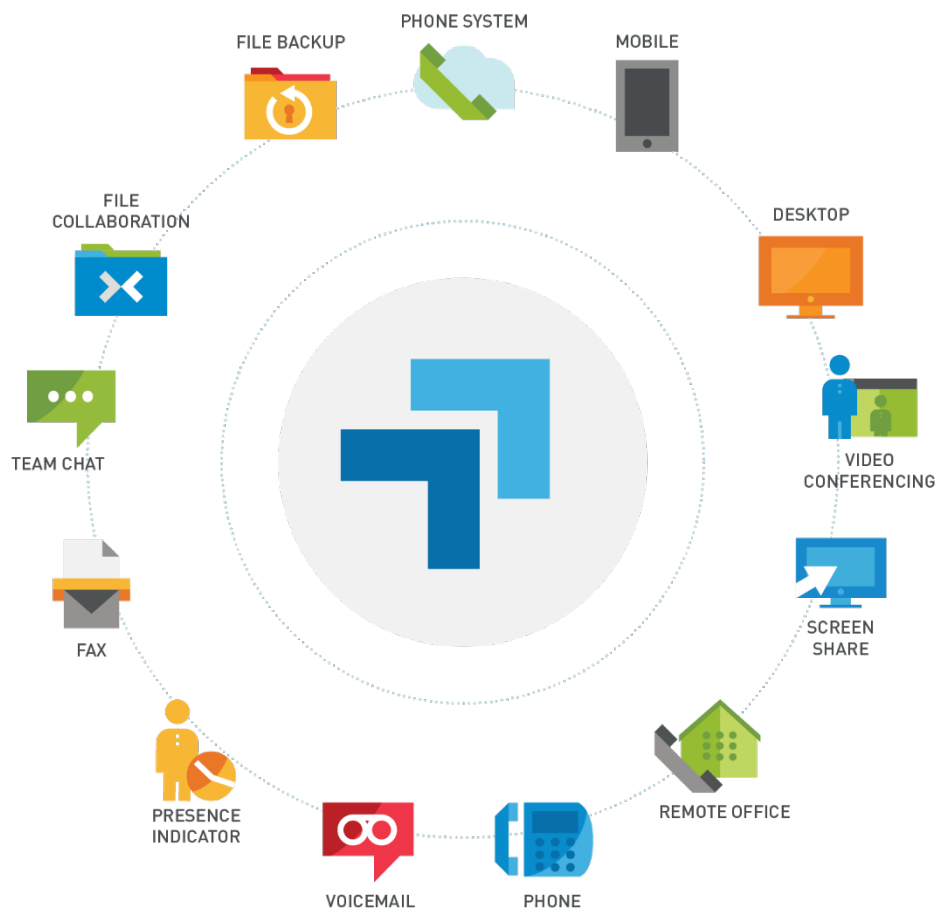 PHONE SYSTEM
FILE BACKUP
MOBILE
FILE
COLLABORATION
DESKTOP
TEAM CHAT
VIDEO
CONFERENCING
FAX
SCREEN
SHARE
PRESENCE
INDICATOR
REMOTE OFFICE
VOICEMAIL
PHONE